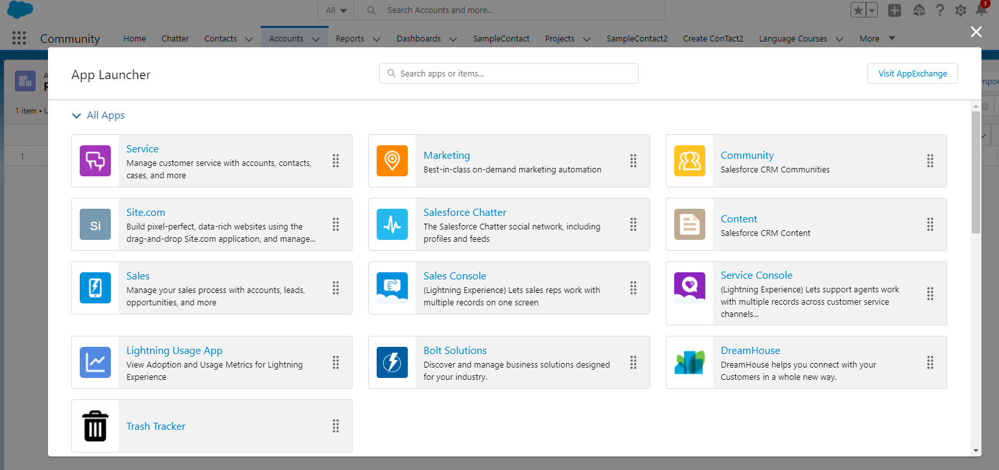 All
Search Accounts and more...
1
Community
Home
Chatter
Contacts
Accounts
Reports
Dashboards
SampleContact
Projects
SampleContact2
Create ConTact2
Language Courses
More
App Launcher
Search apps or items...
Visit AppExchange
1 item •
1
All Apps
Service
Manage customer service with accounts, contacts,
cases, and more
Marketing
Best-in-class on-demand marketing automation
Community
Salesforce CRM Communities
Si
Site.com
Build pixel-perfect, data-rich websites using the
drag-and-drop Site.com application, and manage...
Salesforce Chatter
The Salesforce Chatter social network, including
profiles and feeds
Content
Salesforce CRM Content
Sales
Manage your sales process with accounts, leads,
opportunities, and more
Sales Console
(Lightning Experience) Lets sales reps work with
multiple records on one screen
Service Console
(Lightning Experience) Lets support agents work
with multiple records across customer service
channels...
Lightning Usage App
View Adoption and Usage Metrics for Lightning
Experience
Bolt Solutions
Discover and manage business solutions designed
for your industry.
DreamHouse
DreamHouse helps you connect with your
Customers in a whole new way.
Trash Tracker